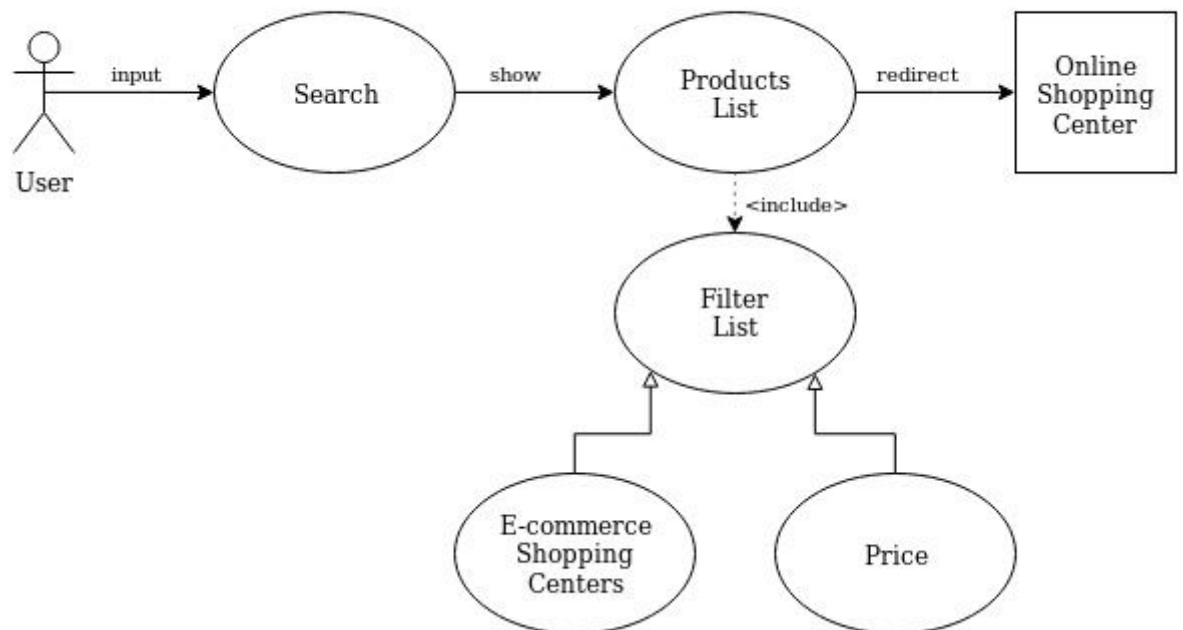 input
Search
show
Products
List
redirect
Online
Shopping
Center
User
<include>
Filter
List
E-commerce
Shopping
Centers
Price